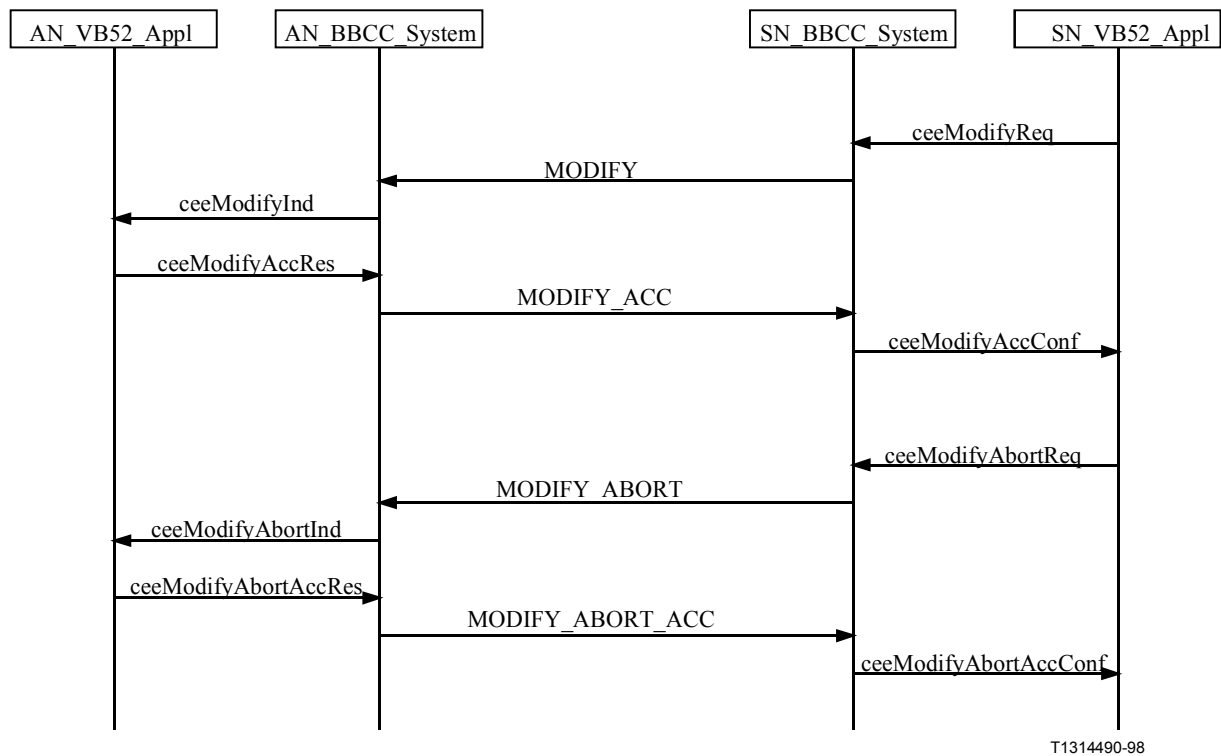 AN_VB52_Appl AN_BBCC_System SN_BBCC_System SN_VB52_Appl
ceeModifyReq
MODIFY
ceeModifyInd
ceeModifyAccRes
MODIFY_ACC
ceeModifyAccConf
ceeModifyAbortReq
MODIFY_ABORT
ceeModifyAbortInd
ceeModifyAbortAccRes
MODIFY_ABORT_ACC
ceeModifyAbortAccConf
T1314490-98